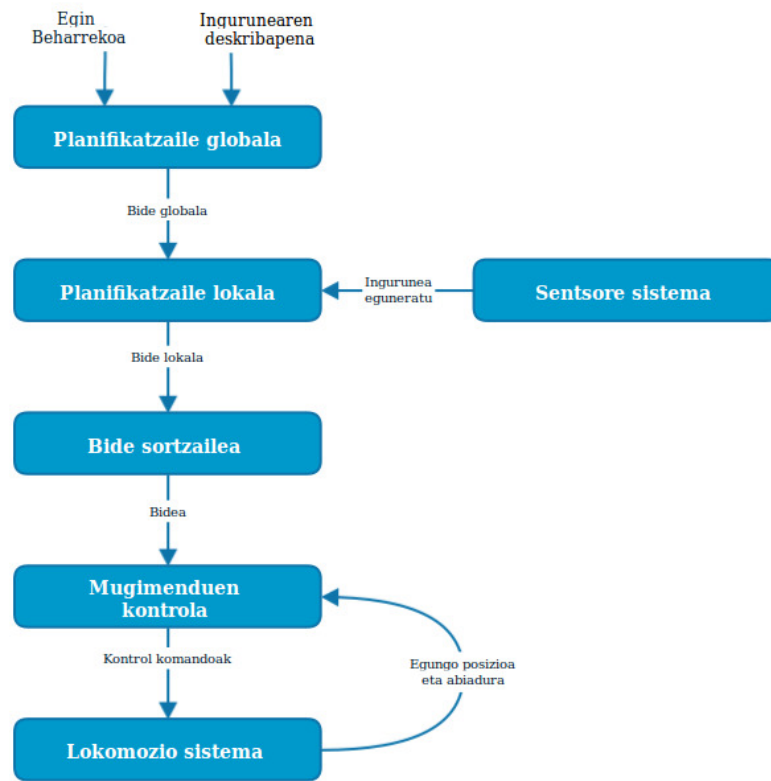 Egin
Beharrekoa
Ingurunearen
deskribapena
Planifikatzaile globala
Bide globala
Planifikatzaile lokala
Ingurunea
eguneratu
Sentsore sistema
Bide lokala
Bide sortzailea
Bidea
Mugimenduen
kontrola
Kontrol komandoak
Egungo posizioa
eta abiadura
Lokomozio sistema